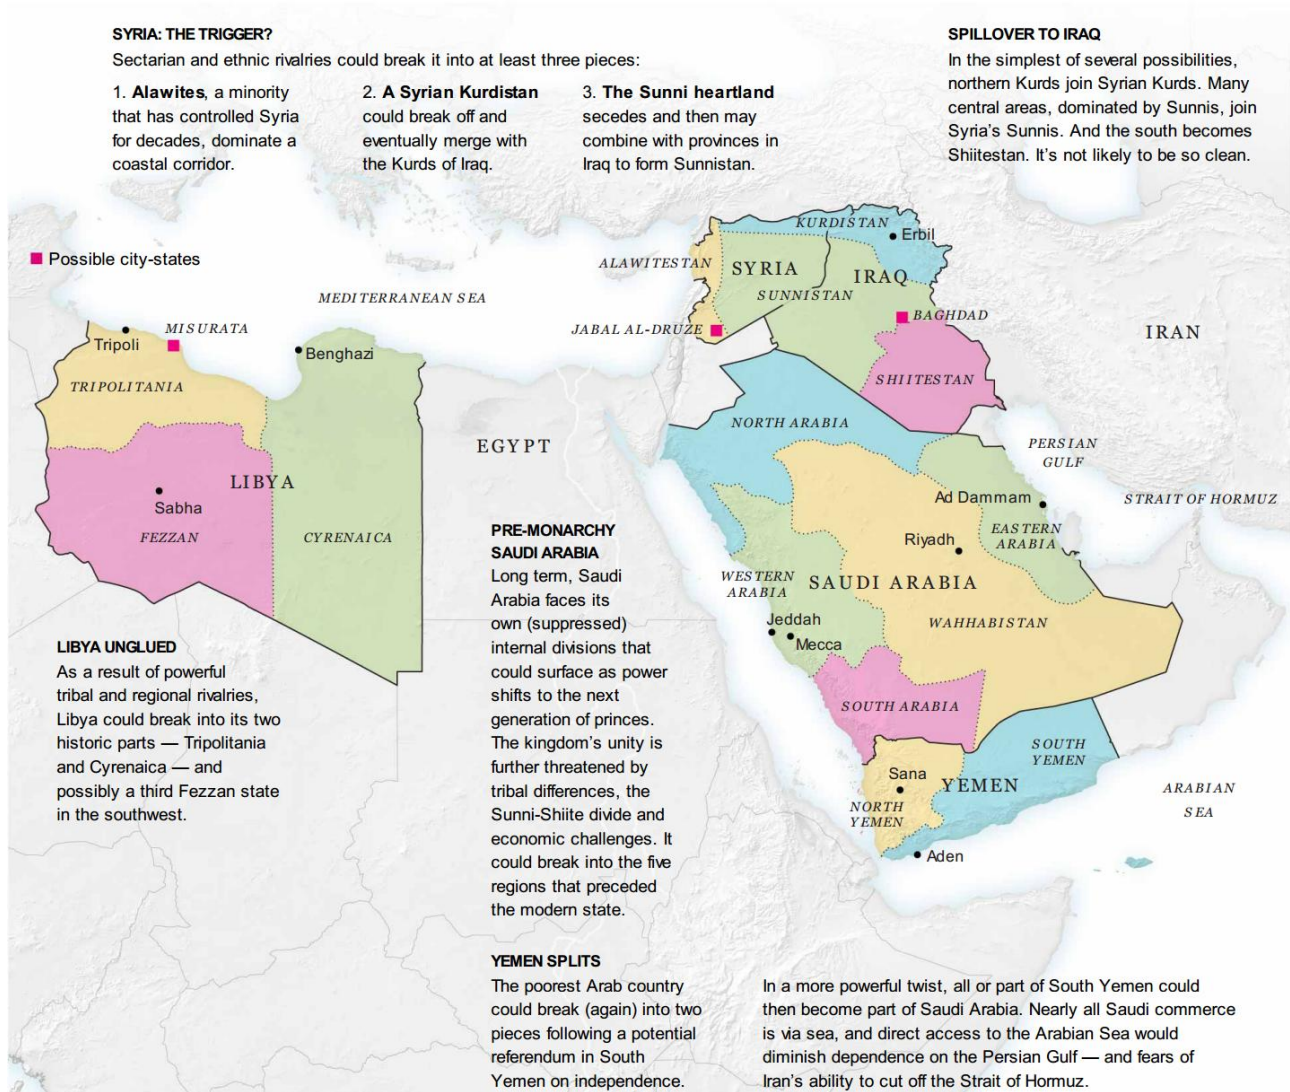 SYRIA: THE TRIGGER?
Sectarian and ethnic rivalries could break it into at least three pieces:
1. Alawites, a minority
that has controlled Syria
for decades, dominate a
coastal corridor.
2. A Syrian Kurdistan
could break off and
eventually merge with
the Kurds of Iraq.
3. The Sunni heartland
secedes and then may
combine with provinces in
Iraq to form Sunnistan.
SPILLOVER TO IRAQ
In the simplest of several possibilities,
northern Kurds join Syrian Kurds. Many
central areas, dominated by Sunnis, join
Syria’s Sunnis. And the south becomes
Shiitestan. It’s not likely to be so clean.
Possible city-states
MEDITERRANEAN SEA
KURDISTAN
Erbil
ALAWITESTAN
SYRIA
IRAQ
SUNNISTAN
JABAL AL-DRUZE
BAGHDAD
IRAN
SHIITESTAN
MISURATA
Tripoli
Benghazi
TRIPOLITANIA
LIBYA
Sabha
FEZZAN
CYRENAICA
EGYPT
NORTH ARABIA
PERSIAN
GULF
STRAIT OF HORMUZ
Ad Dammam
EASTERN
ARABIA
Riyadh
WESTERN
ARABIA
SAUDI ARABIA
Jeddah
Mecca
WAHHABISTAN
SOUTH ARABIA
SOUTH
YEMEN
Sana
YEMEN
NORTH
YEMEN
Aden
ARABIAN
SEA
LIBYA UNGLUED
As a result of powerful
tribal and regional rivalries,
Libya could break into its two
historic parts — Tripolitania
and Cyrenaica — and
possibly a third Fezzan state
in the southwest.
PRE-MONARCHY
SAUDI ARABIA
Long term, Saudi
Arabia faces its
own (suppressed)
internal divisions that
could surface as power
shifts to the next
generation of princes.
The kingdom’s unity is
further threatened by
tribal differences, the
Sunni-Shiite divide and
economic challenges. It
could break into the five
regions that preceded
the modern state.
YEMEN SPLITS
The poorest Arab country
could break (again) into two
pieces following a potential
referendum in South
Yemen on independence.
In a more powerful twist, all or part of South Yemen could
then become part of Saudi Arabia. Nearly all Saudi commerce
is via sea, and direct access to the Arabian Sea would
diminish dependence on the Persian Gulf — and fears of
Iran’s ability to cut off the Strait of Hormuz.